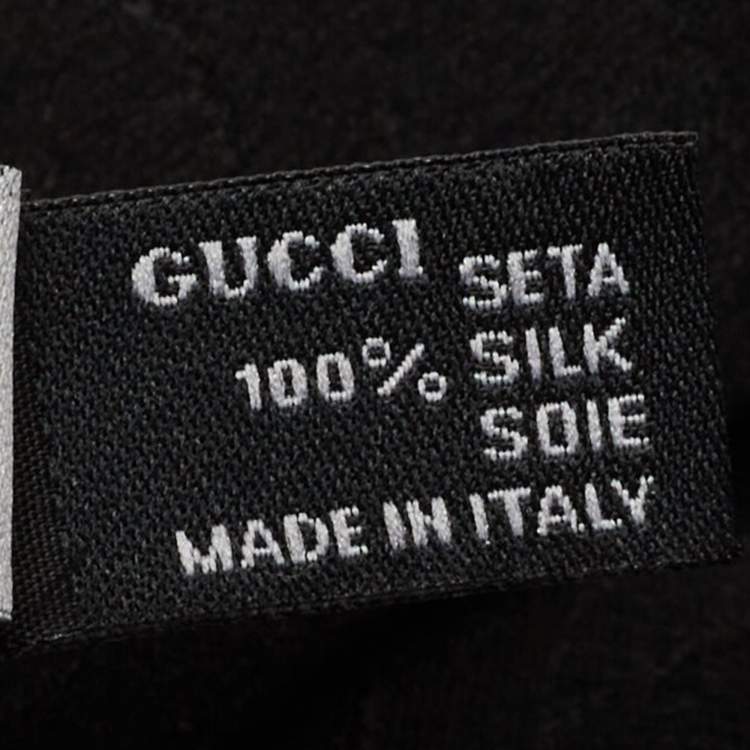 GUCCI
SETA
100% SILK
SOIE
MADE IN ITALY